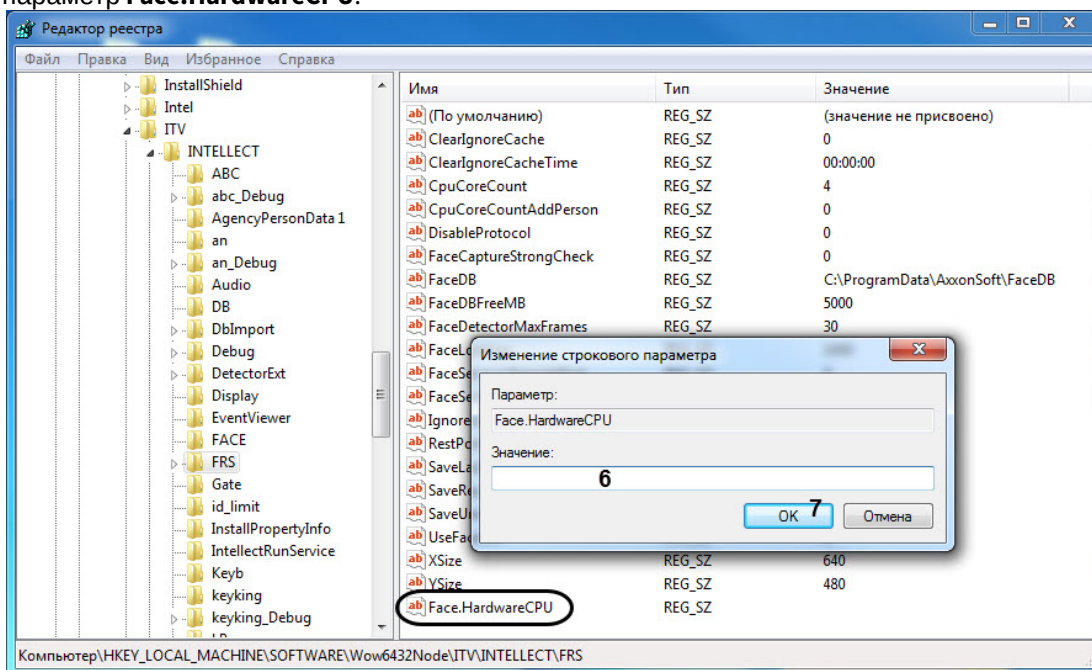 параметр Face.HardwareCPU.
Редактор реестра
Файл Правка Вид Избранное Справка
InstallShield
Intel
ITV
INTELLECT
ABC
abc_Debug
AgencyPersonData 1
an
an_Debug
Audio
DB
DbImport
Debug
DetectorExt
Display
EventViewer
FACE
FRS
Gate
id_limit
InstallPropertyInfo
IntellectRunService
Keyb
keyking
keyking_Debug
Имя Тип Значение
(По умолчанию) REG_SZ (значение не присвоено)
ClearIgnoreCache REG_SZ 0
ClearIgnoreCacheTime REG_SZ 00:00:00
CpuCoreCount REG_SZ 4
CpuCoreCountAddPerson REG_SZ 0
DisableProtocol REG_SZ 0
FaceCaptureStrongCheck REG_SZ 0
FaceDB REG_SZ C:\ProgramData\AxxonSoft\FaceDB
FaceDBFreeMB REG_SZ 5000
FaceDetectorMaxFrames REG_SZ 30
XSize REG_SZ 640
YSize REG_SZ 480
Face.HardwareCPU REG_SZ
Изменение строкового параметра
Параметр:
Face.HardwareCPU
Значение:
6
OK 7 Отмена
Компьютер\HKEY_LOCAL_MACHINE\SOFTWARE\Wow6432Node\ITV\INTELLECT\FRS